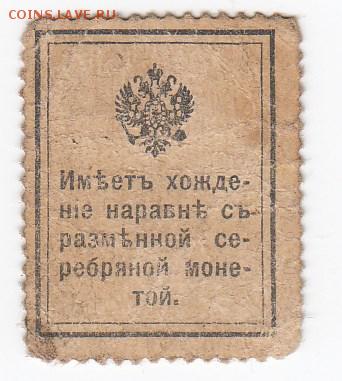 COINS.LAVE.RU
Имѣетъ хожде-
ніе наравнѣ съ
размѣнной се-
ребряной моне-
той.